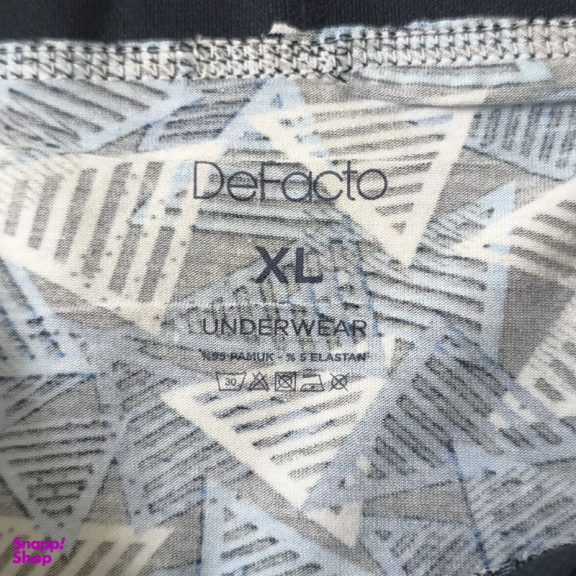 DeFacto
XL
UNDERWEAR
%95 PAMUK - % 5 ELASTAN
30
Snapp!
Shop